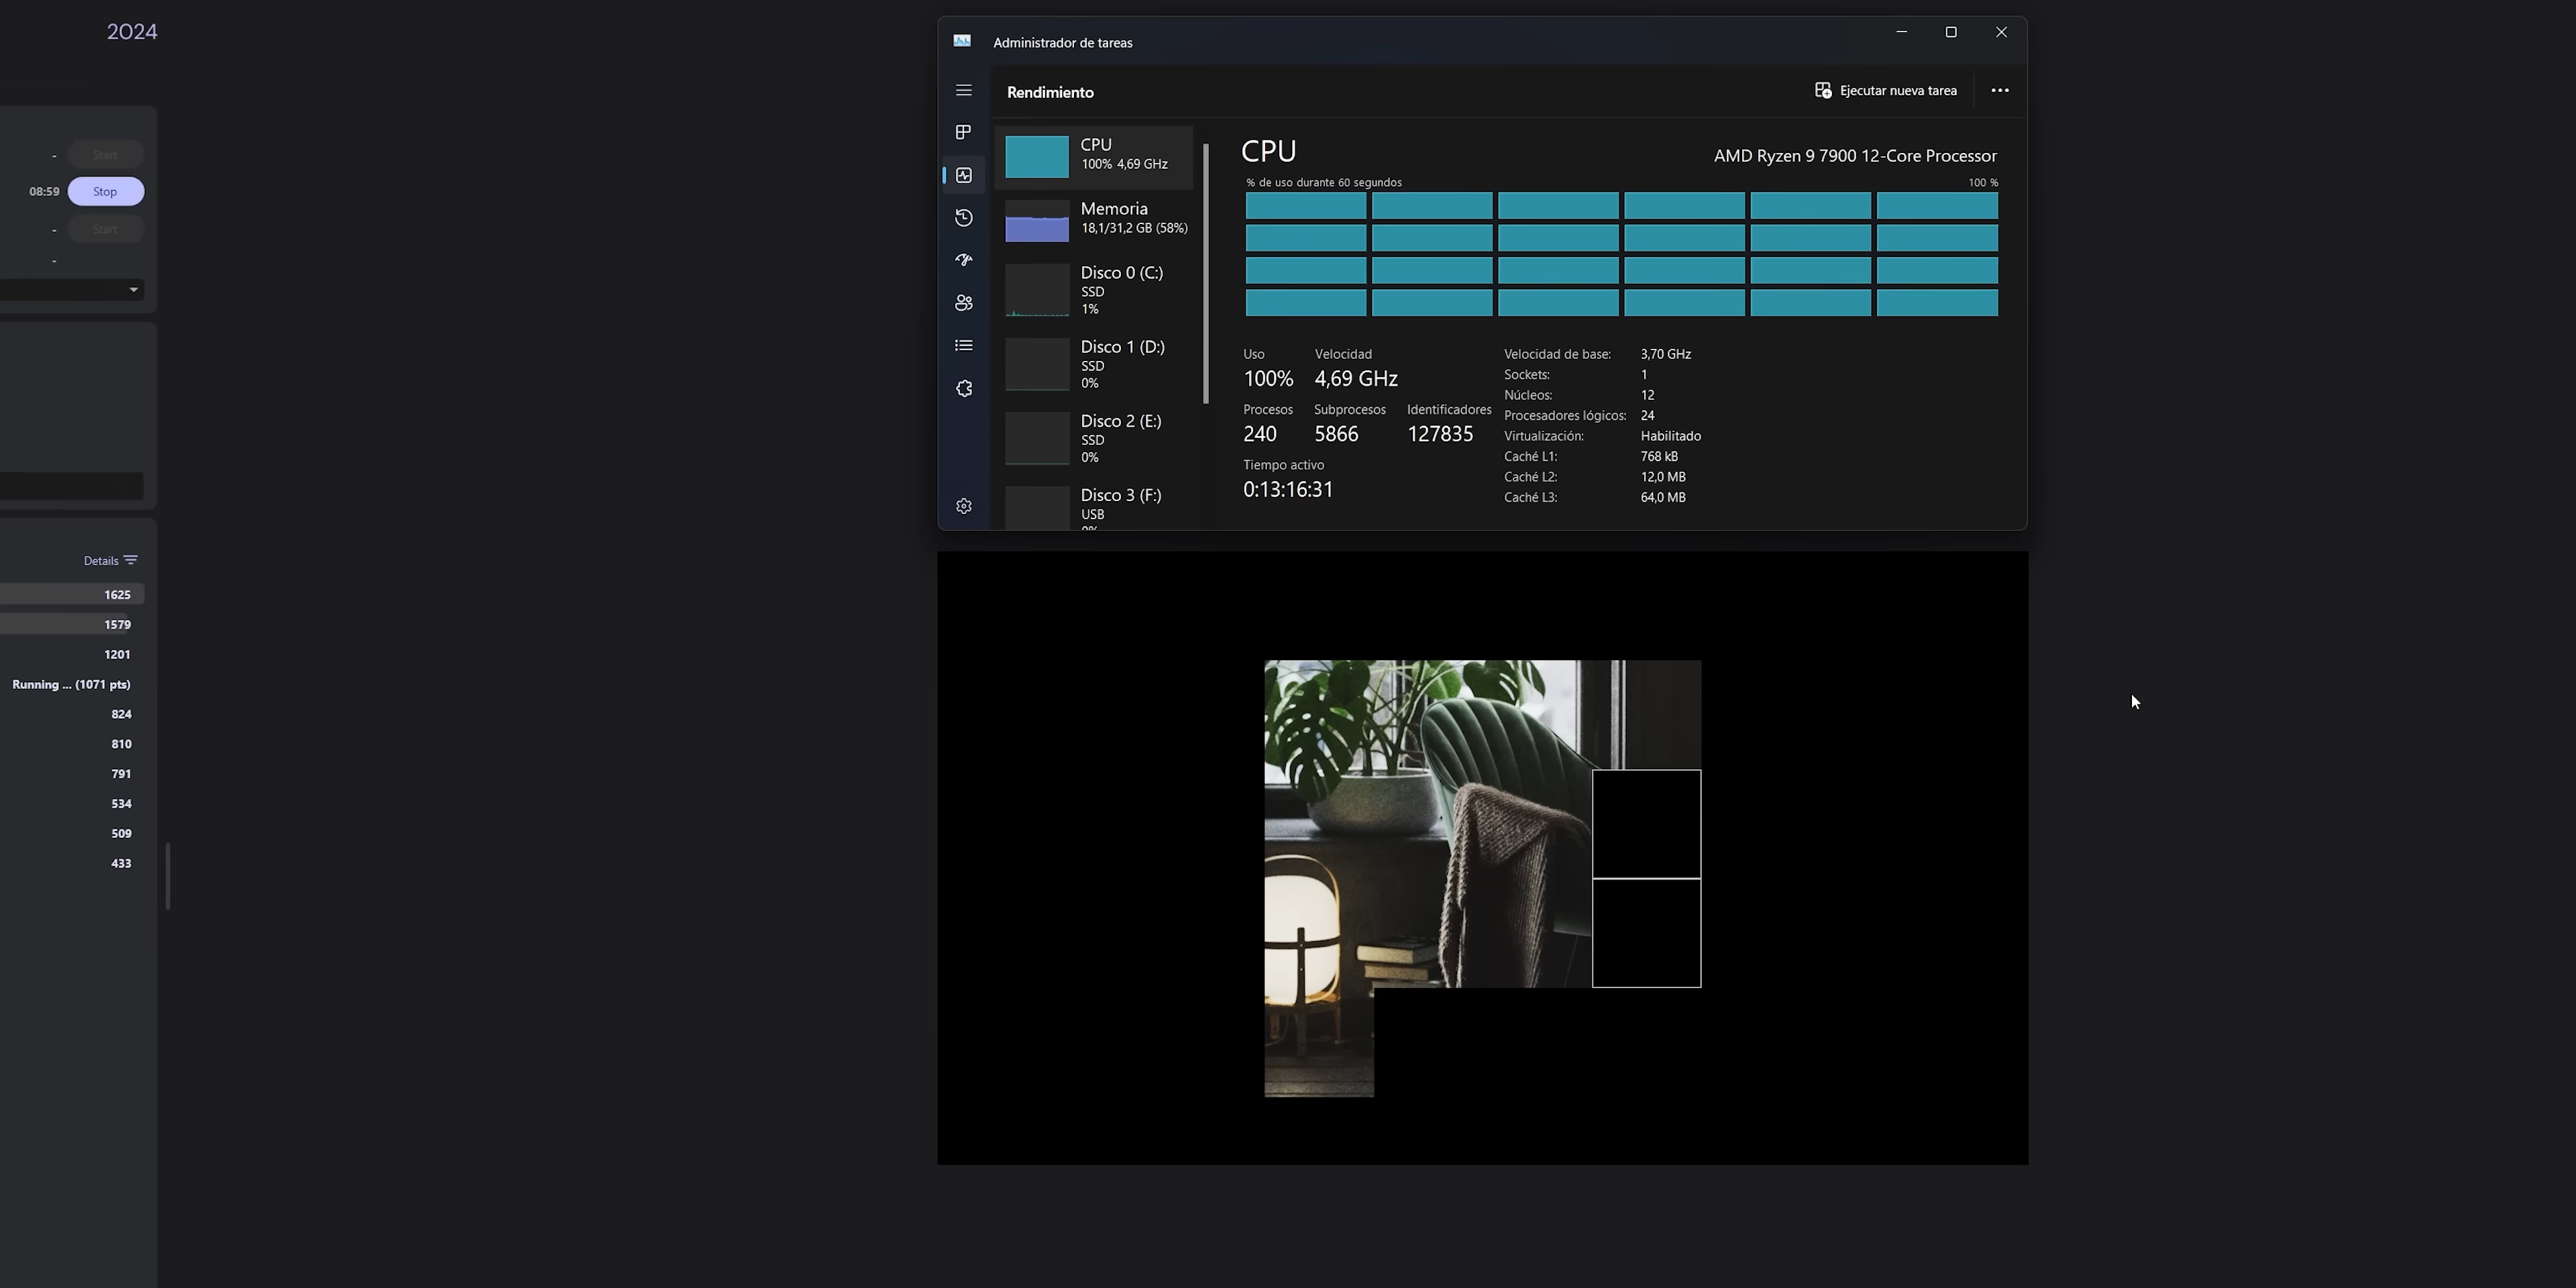 2024
Start
08:59 Stop
Start
Details
1625
1579
1201
Running ... (1071 pts)
824
810
791
534
509
433
Administrador de tareas
Rendimiento
Ejecutar nueva tarea
CPU
100% 4,69 GHz
Memoria
18,1/31,2 GB (58%)
Disco 0 (C:)
SSD
1%
Disco 1 (D:)
SSD
0%
Disco 2 (E:)
SSD
0%
Disco 3 (F:)
USB
0%
CPU
AMD Ryzen 9 7900 12-Core Processor
% de uso durante 60 segundos 100 %
Uso Velocidad
100% 4,69 GHz
Procesos Subprocesos Identificadores
240 5866 127835
Tiempo activo
0:13:16:31
Velocidad de base: 3,70 GHz
Sockets: 1
Núcleos: 12
Procesadores lógicos: 24
Virtualización: Habilitado
Caché L1: 768 kB
Caché L2: 12,0 MB
Caché L3: 64,0 MB